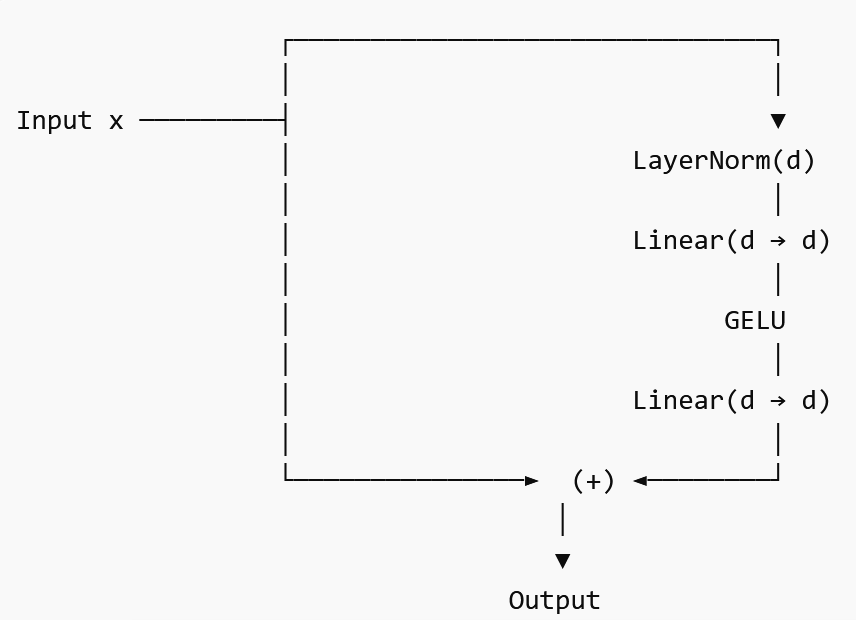 Input x
LayerNorm(d)
Linear(d → d)
GELU
Linear(d → d)
(+)
Output